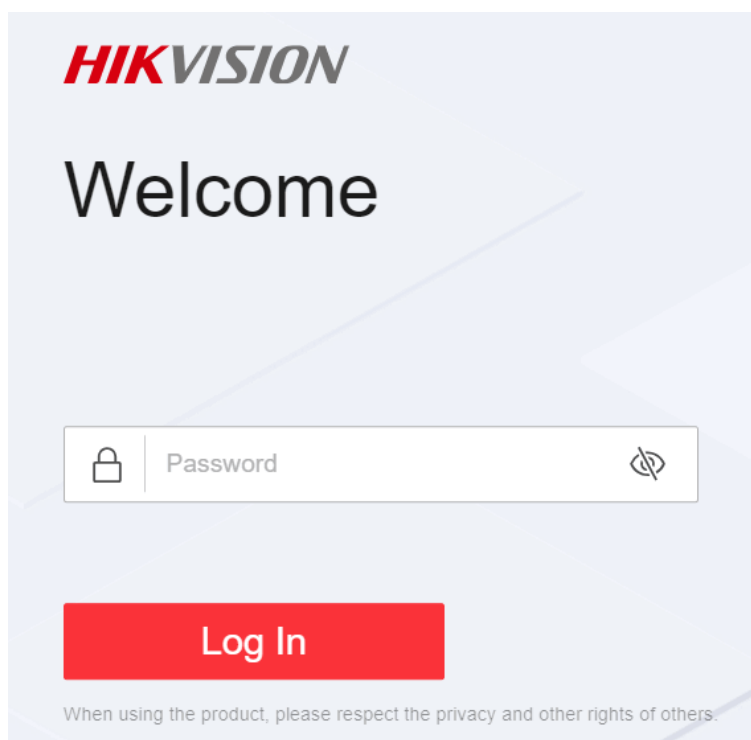 HIKVISION
Welcome
Password
Log In
When using the product, please respect the privacy and other rights of others.